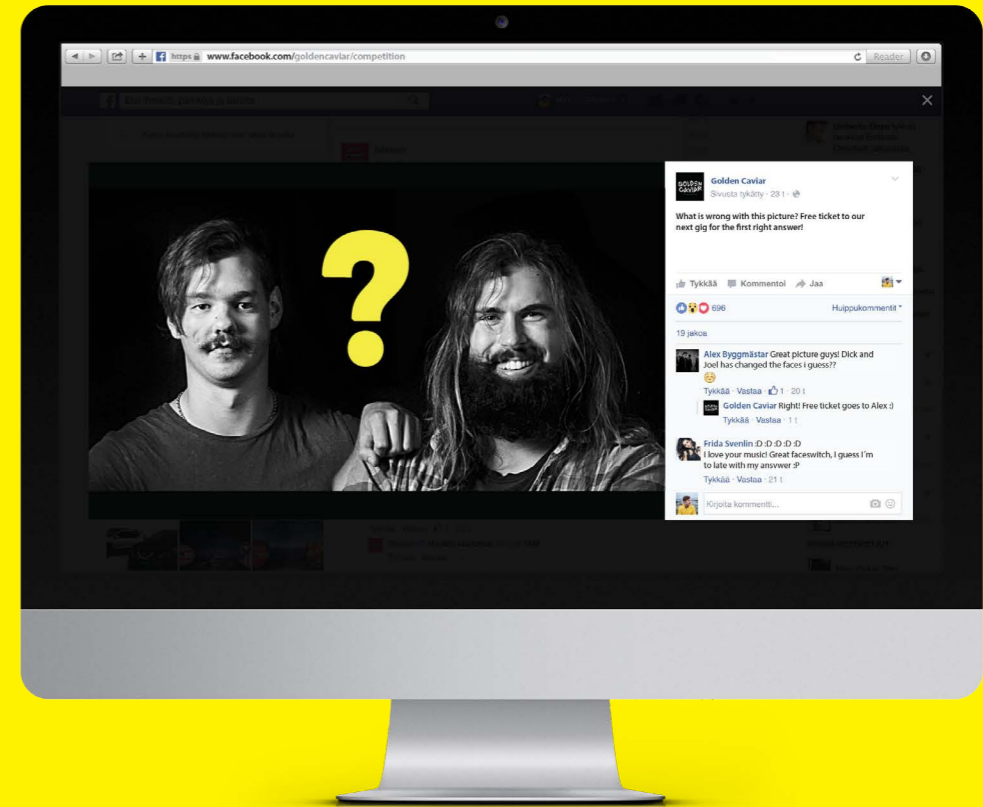 https www.facebook.com/goldencaviar/competition
Reader
?
GOLDEN
CAVIAR
Golden Caviar
Sivusta tykätty · 23 t ·
What is wrong with this picture? Free ticket to our
next gig for the first right answer!
Tykkää Kommentoi Jaa
696
Huippukommentit
19 jakoa
Alex Byggmästar Great picture guys! Dick and
Joel has changed the faces i guess??
Tykkää · Vastaa · 1 · 20 t
Golden Caviar Right! Free ticket goes to Alex :)
Tykkää · Vastaa · 1 t
Frida Svenlin :D :D :D :D :D
I love your music! Great faceswitch, I guess I´m
to late with my ansvwer :P
Tykkää · Vastaa · 21 t
Kirjoita kommentti...